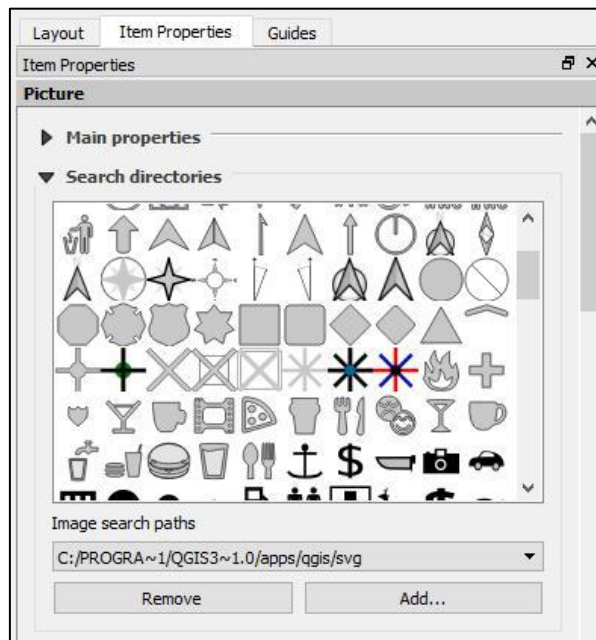 Layout Item Properties Guides
Item Properties
Picture
Main properties
Search directories
Image search paths
C:/PROGRA~1/QGIS3~1.0/apps/qgis/svg
Remove Add...